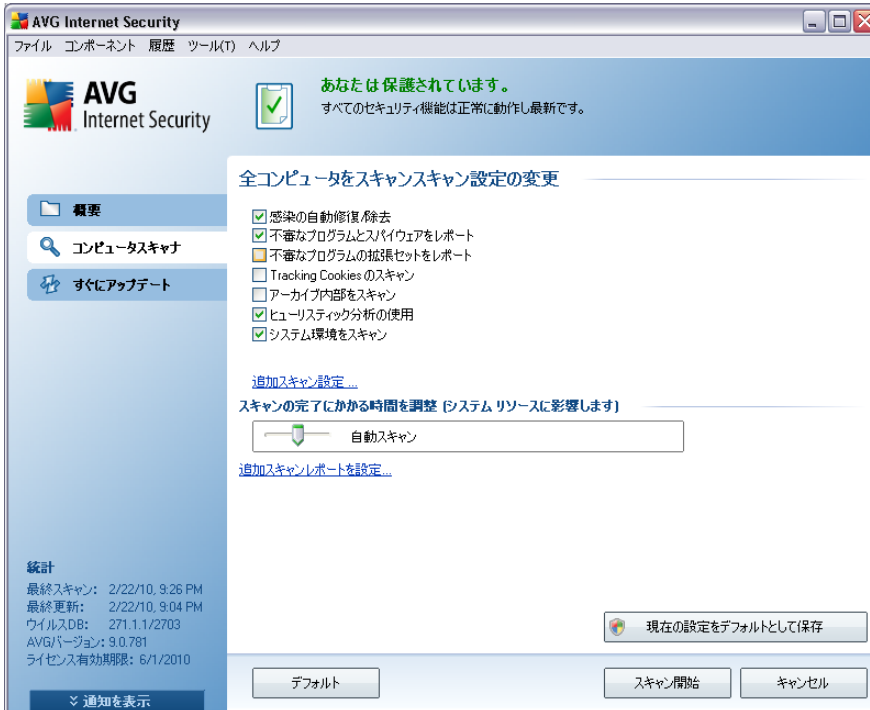 AVG Internet Security
ファイル コンポーネント 履歴 ツール(T) ヘルプ
AVG
Internet Security
あなたは保護されています。
すべてのセキュリティ機能は正常に動作し最新です。
概要
コンピュータスキャナ
すぐにアップデート
全コンピュータをスキャンスキャン設定の変更
感染の自動修復/除去
不審なプログラムとスパイウェアをレポート
不審なプログラムの拡張セットをレポート
Tracking Cookies のスキャン
アーカイブ内部をスキャン
ヒューリスティック分析の使用
システム環境をスキャン
追加スキャン設定 ...
スキャンの完了にかかる時間を調整 (システム リソースに影響します)
自動スキャン
追加スキャンレポートを設定...
統計
最終スキャン: 2/22/10, 9:26 PM
最終更新: 2/22/10, 9:04 PM
ウイルスDB: 271.1.1/2703
AVGバージョン: 9.0.781
ライセンス有効期限: 6/1/2010
通知を表示
現在の設定をデフォルトとして保存
デフォルト
スキャン開始
キャンセル